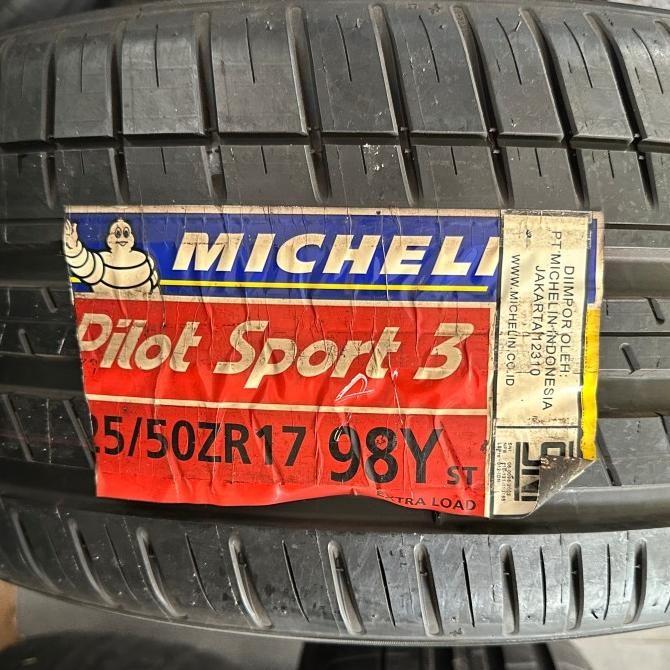 MICHELI
Pilot Sport 3
25/50ZR17 98Y ST
EXTRA LOAD
DIIMPOR OLEH:
PT MICHELIN INDONESIA
JAKARTA 12310
WWW.MICHELIN.CO.ID